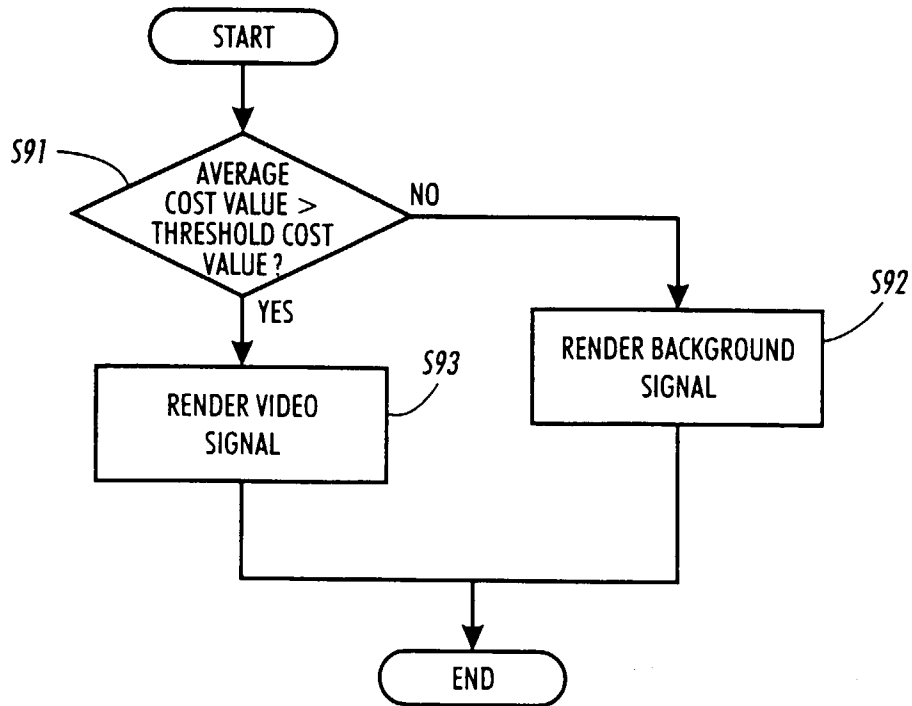 START
S91
AVERAGE
COST VALUE >
THRESHOLD COST
VALUE ?
NO
YES
S92
RENDER BACKGROUND
SIGNAL
S93
RENDER VIDEO
SIGNAL
END